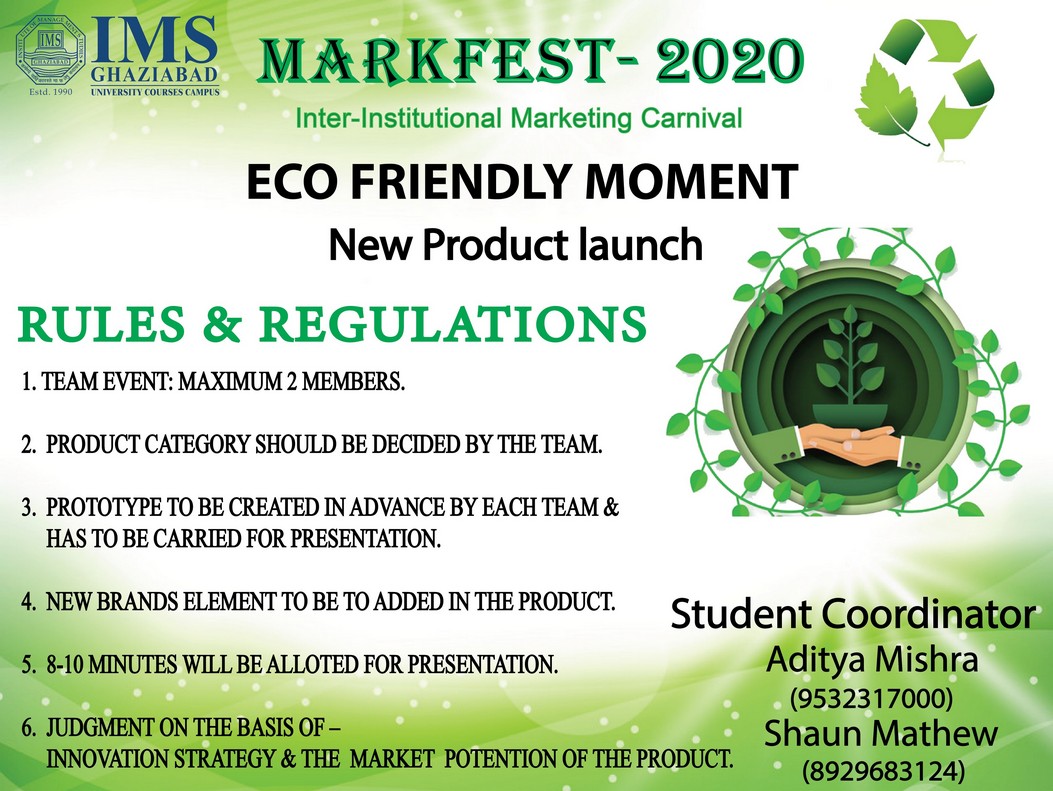 IMS
GHAZIABAD
Estd. 1990
IMS
GHAZIABAD
UNIVERSITY COURSES CAMPUS
MARKFEST- 2020
Inter-Institutional Marketing Carnival
ECO FRIENDLY MOMENT
New Product launch
RULES & REGULATIONS
1. TEAM EVENT: MAXIMUM 2 MEMBERS.
2. PRODUCT CATEGORY SHOULD BE DECIDED BY THE TEAM.
3. PROTOTYPE TO BE CREATED IN ADVANCE BY EACH TEAM &
HAS TO BE CARRIED FOR PRESENTATION.
4. NEW BRANDS ELEMENT TO BE TO ADDED IN THE PRODUCT.
5. 8-10 MINUTES WILL BE ALLOTED FOR PRESENTATION.
6. JUDGMENT ON THE BASIS OF –
INNOVATION STRATEGY & THE MARKET POTENTION OF THE PRODUCT.
Student Coordinator
Aditya Mishra
(9532317000)
Shaun Mathew
(8929683124)